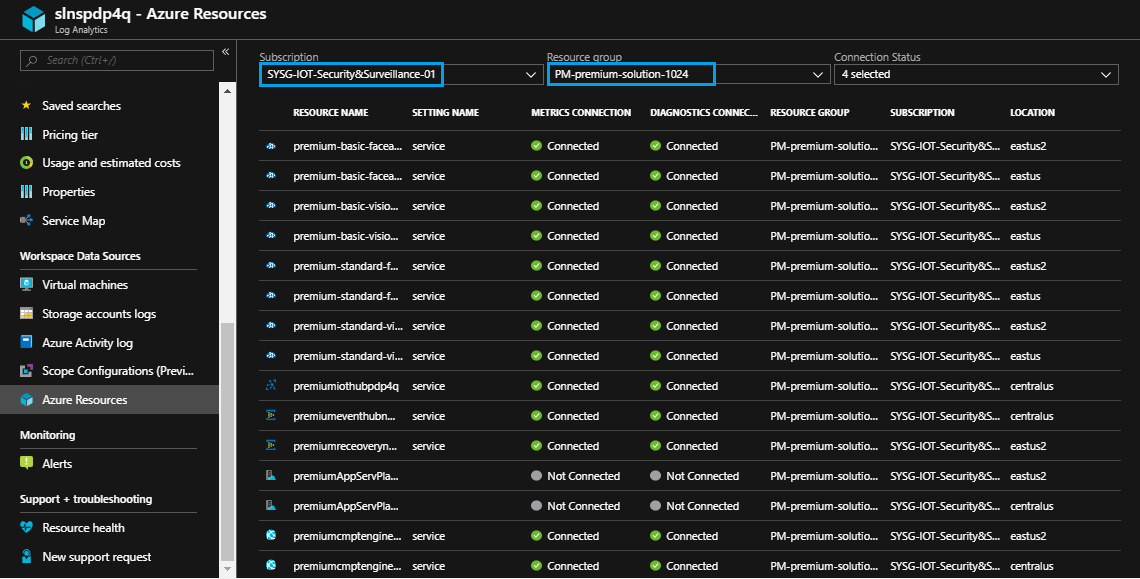 slnspdp4q - Azure Resources
Log Analytics
Search (Ctrl+/)
«
Saved searches
Pricing tier
Usage and estimated costs
Properties
Service Map
Workspace Data Sources
Virtual machines
Storage accounts logs
Azure Activity log
Scope Configurations (Previ...
Azure Resources
Monitoring
Alerts
Support + troubleshooting
Resource health
New support request
Subscription Resource group Connection Status
SYSG-IOT-Security&Surveillance-01 PM-premium-solution-1024 4 selected
RESOURCE NAME SETTING NAME METRICS CONNECTION DIAGNOSTICS CONNEC... RESOURCE GROUP SUBSCRIPTION LOCATION
premium-basic-facea... service Connected Connected PM-premium-solutio... SYSG-IOT-Security&S... eastus2
premium-basic-facea... service Connected Connected PM-premium-solutio... SYSG-IOT-Security&S... eastus
premium-basic-visio... service Connected Connected PM-premium-solutio... SYSG-IOT-Security&S... eastus2
premium-basic-visio... service Connected Connected PM-premium-solutio... SYSG-IOT-Security&S... eastus
premium-standard-f... service Connected Connected PM-premium-solutio... SYSG-IOT-Security&S... eastus2
premium-standard-f... service Connected Connected PM-premium-solutio... SYSG-IOT-Security&S... eastus
premium-standard-vi... service Connected Connected PM-premium-solutio... SYSG-IOT-Security&S... eastus2
premium-standard-vi... service Connected Connected PM-premium-solutio... SYSG-IOT-Security&S... eastus
premiumiothubpdp4q service Connected Connected PM-premium-solutio... SYSG-IOT-Security&S... centralus
premiumeventhubn... service Connected Connected PM-premium-solutio... SYSG-IOT-Security&S... centralus
premiumreceoveryn... service Connected Connected PM-premium-solutio... SYSG-IOT-Security&S... eastus2
premiumAppServPla... Not Connected Not Connected PM-premium-solutio... SYSG-IOT-Security&S... eastus2
premiumAppServPla... Not Connected Not Connected PM-premium-solutio... SYSG-IOT-Security&S... centralus
premiumcmptengine... service Connected Connected PM-premium-solutio... SYSG-IOT-Security&S... eastus2
premiumcmptengine... service Connected Connected PM-premium-solutio... SYSG-IOT-Security&S... centralus